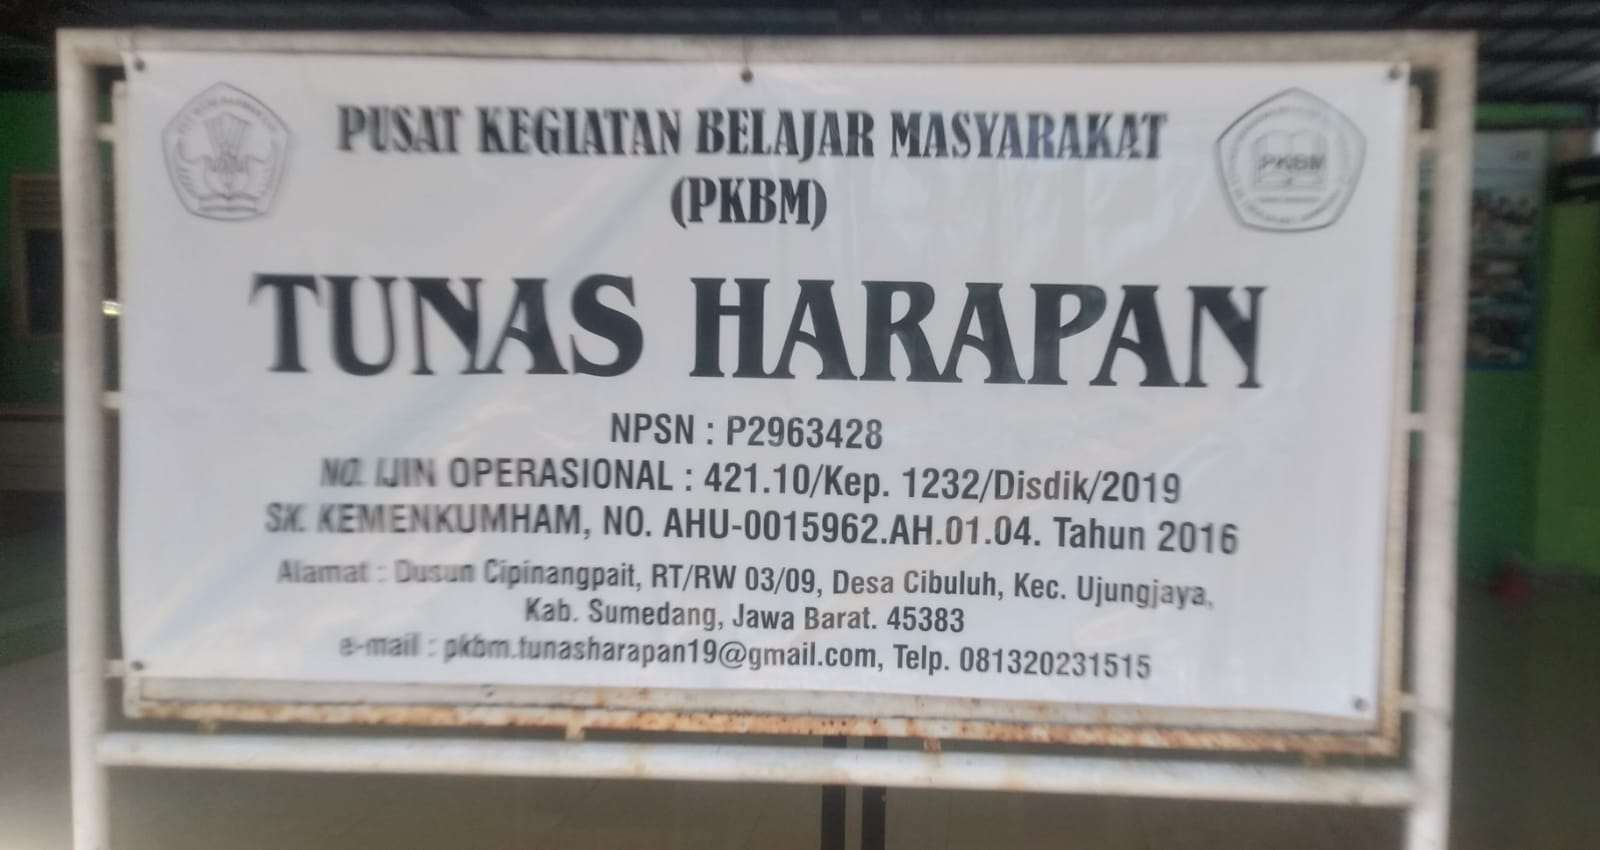 PUSAT KEGIATAN BELAJAR MASYARAKAT
(PKBM)
TUNAS HARAPAN
NPSN : P2963428
NO. IJIN OPERASIONAL : 421.10/Kep. 1232/Disdik/2019
SK. KEMENKUMHAM, NO. AHU-0015962.AH.01.04. Tahun 2016
Alamat : Dusun Cipinangpait, RT/RW 03/09, Desa Cibuluh, Kec. Ujungjaya,
Kab. Sumedang, Jawa Barat. 45383
e-mail : pkbm.tunasharapan19@gmail.com, Telp. 081320231515
PKBM